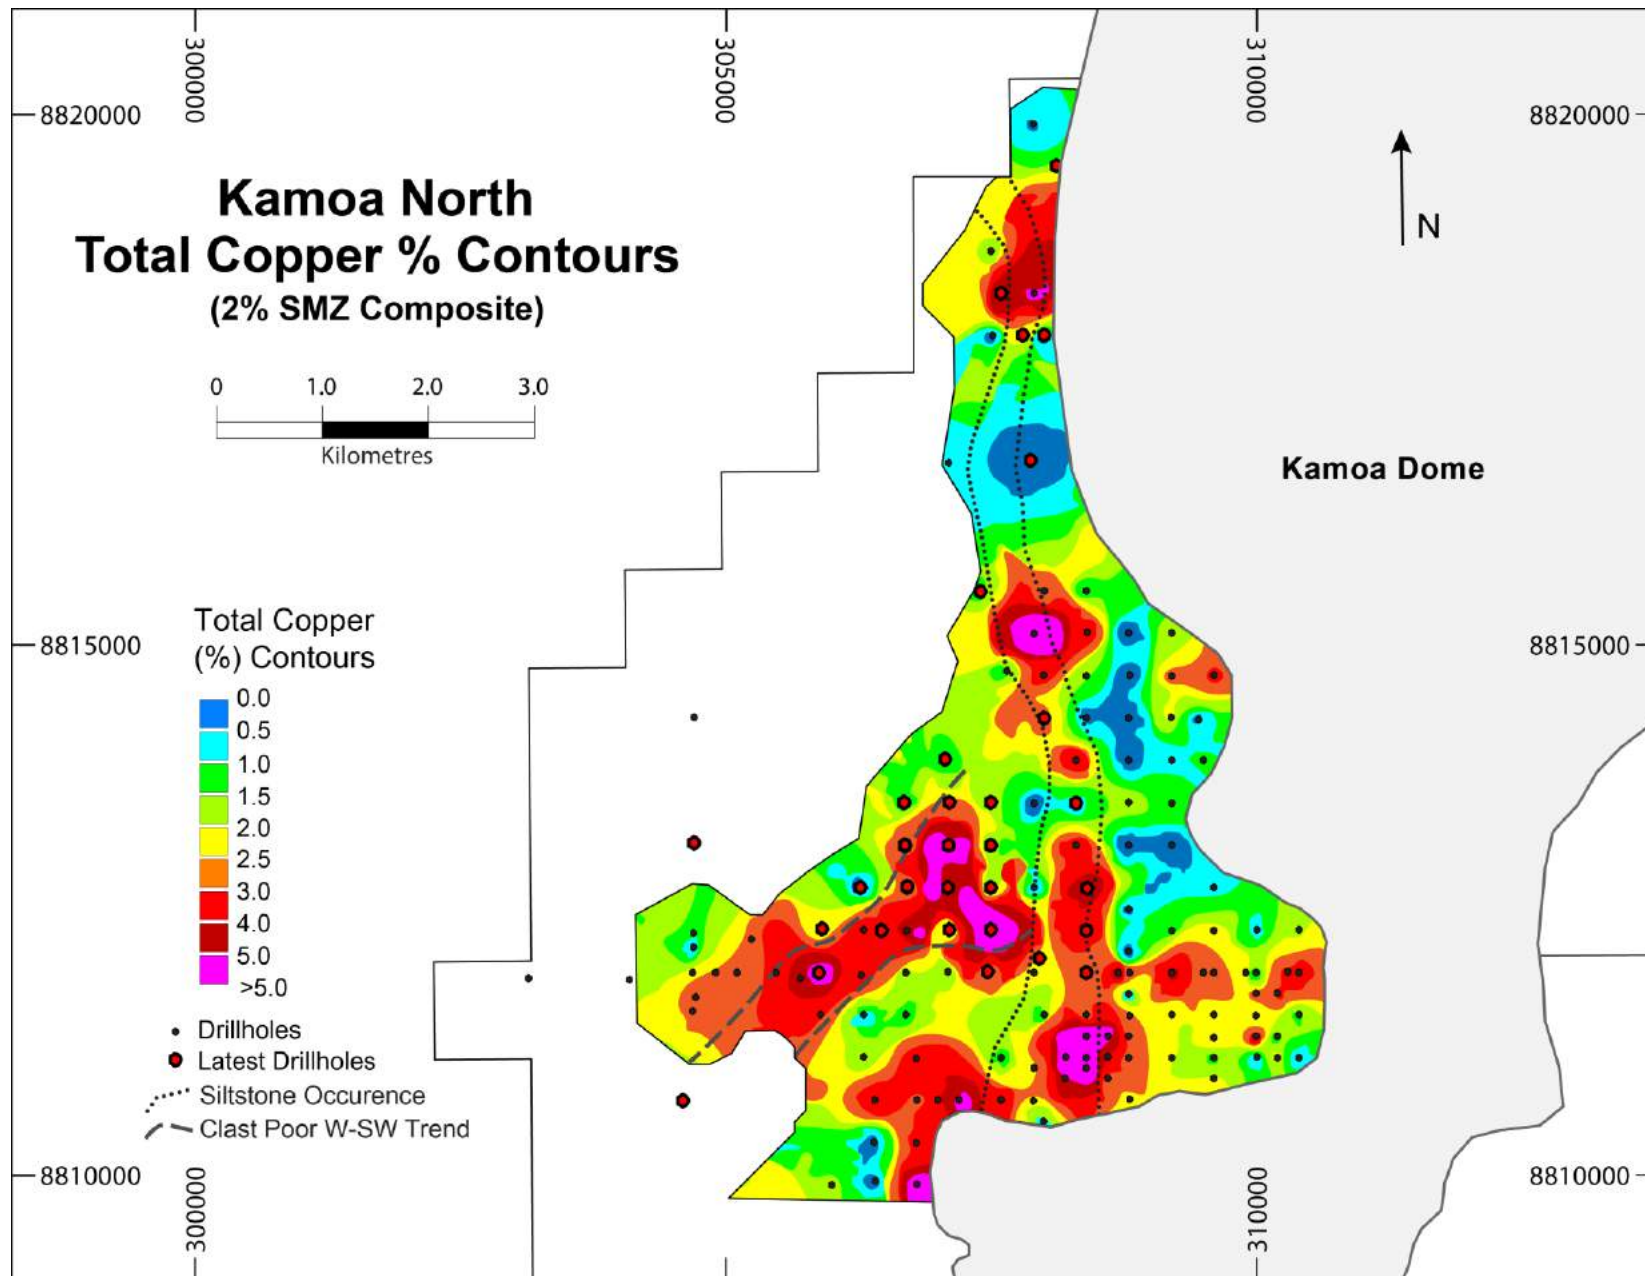 300000
305000
310000
8820000
8820000
Kamoa North
Total Copper % Contours
(2% SMZ Composite)
N
0 1.0 2.0 3.0
Kilometres
Kamoa Dome
Total Copper
(%) Contours
8815000
8815000
0.0
0.5
1.0
1.5
2.0
2.5
3.0
4.0
5.0
>5.0
Drillholes
Latest Drillholes
Siltstone Occurence
Clast Poor W-SW Trend
8810000
8810000
300000
310000